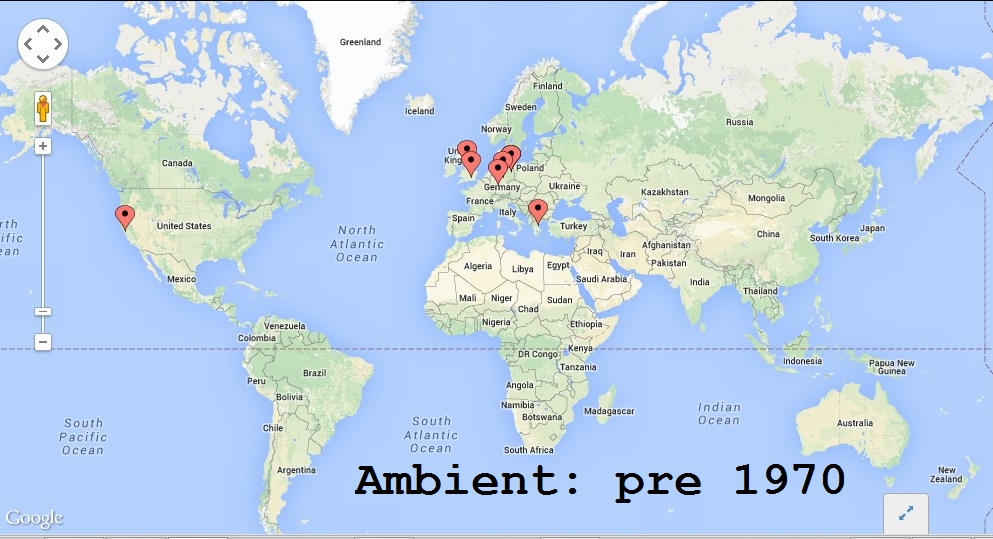 Greenland
Iceland
Finland
Sweden
Norway
Russia
Un
King
Poland
Germany
Ukraine
France
Italy
Spain
Turkey
Kazakhstan
Mongolia
China
Japan
South Korea
Afghanistan
Pakistan
Iran
Iraq
Canada
United States
Mexico
North
Atlantic
Ocean
rth
ific
ean
Algeria
Libya
Egypt
Saudi Arabia
India
Thailand
Mali
Niger
Chad
Sudan
Nigeria
Ethiopia
Venezuela
Colombia
DR Congo
Kenya
Tanzania
Indonesia
Papua New
Guinea
Peru
Brazil
Bolivia
Angola
Namibia
Botswana
Madagascar
Indian
Ocean
Australia
Chile
South
Pacific
Ocean
South
Atlantic
Ocean
South Africa
Argentina
New
Zealand
Ambient: pre 1970
Google